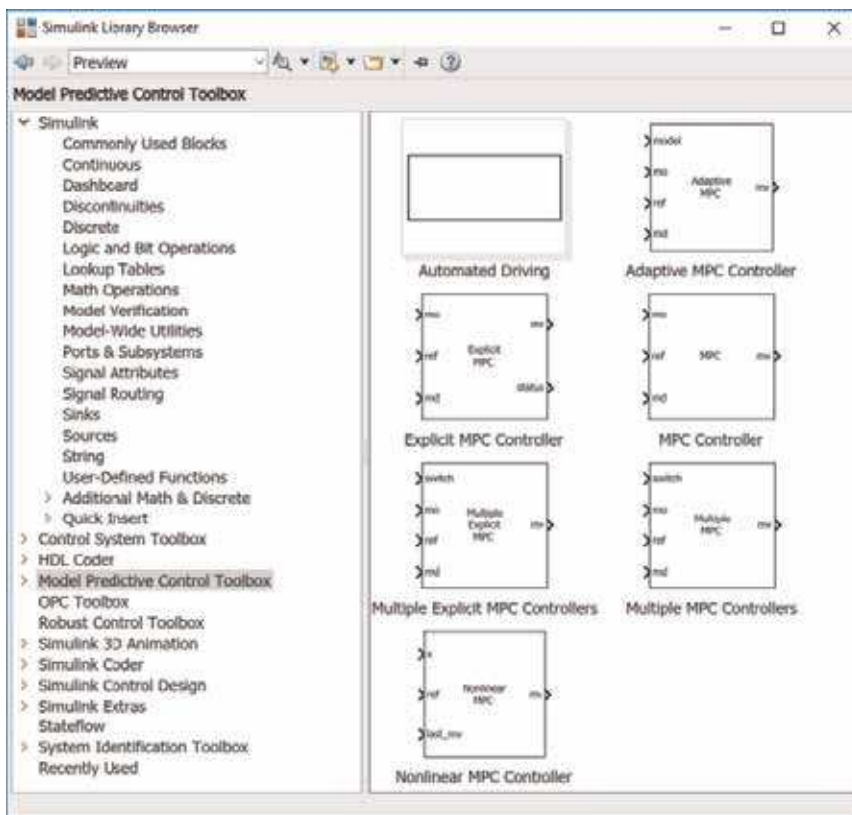 Simulink Library Browser
Preview
Model Predictive Control Toolbox
Simulink
Commonly Used Blocks
Continuous
Dashboard
Discontinuities
Discrete
Logic and Bit Operations
Lookup Tables
Math Operations
Model Verification
Model-Wide Utilities
Ports & Subsystems
Signal Attributes
Signal Routing
Sinks
Sources
String
User-Defined Functions
Additional Math & Discrete
Quick Insert
Control System Toolbox
HDL Coder
Model Predictive Control Toolbox
OPC Toolbox
Robust Control Toolbox
Simulink 3D Animation
Simulink Coder
Simulink Control Design
Simulink Extras
Stateflow
System Identification Toolbox
Recently Used
Automated Driving
model
mo
ref
md
Adaptive
MPC
mv
Adaptive MPC Controller
mo
ref
md
Explicit
MPC
mv
status
Explicit MPC Controller
mo
ref
md
MPC
mv
MPC Controller
switch
mo
ref
md
Multiple
Explicit
MPC
mv
Multiple Explicit MPC Controllers
switch
mo
ref
md
Multiple
MPC
mv
Multiple MPC Controllers
x
ref
last_mv
Nonlinear
MPC
mv
Nonlinear MPC Controller